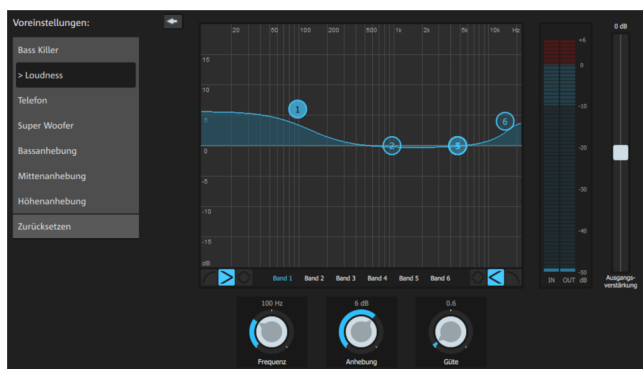 Voreinstellungen:
Bass Killer
> Loudness
Telefon
Super Woofer
Bassanhebung
Mittenanhebung
Höhenanhebung
Zurücksetzen
20 50 100 200 500 1k 2k 5k 10k Hz
15
10
5
0
-5
-10
-15
dB
1
2
5
6
Band 1 Band 2 Band 3 Band 4 Band 5 Band 6
+6
0
-10
-20
-30
-40
-50
IN OUT dB
0 dB
Ausgangs-
verstärkung
100 Hz
Frequenz
6 dB
Anhebung
0.6
Güte